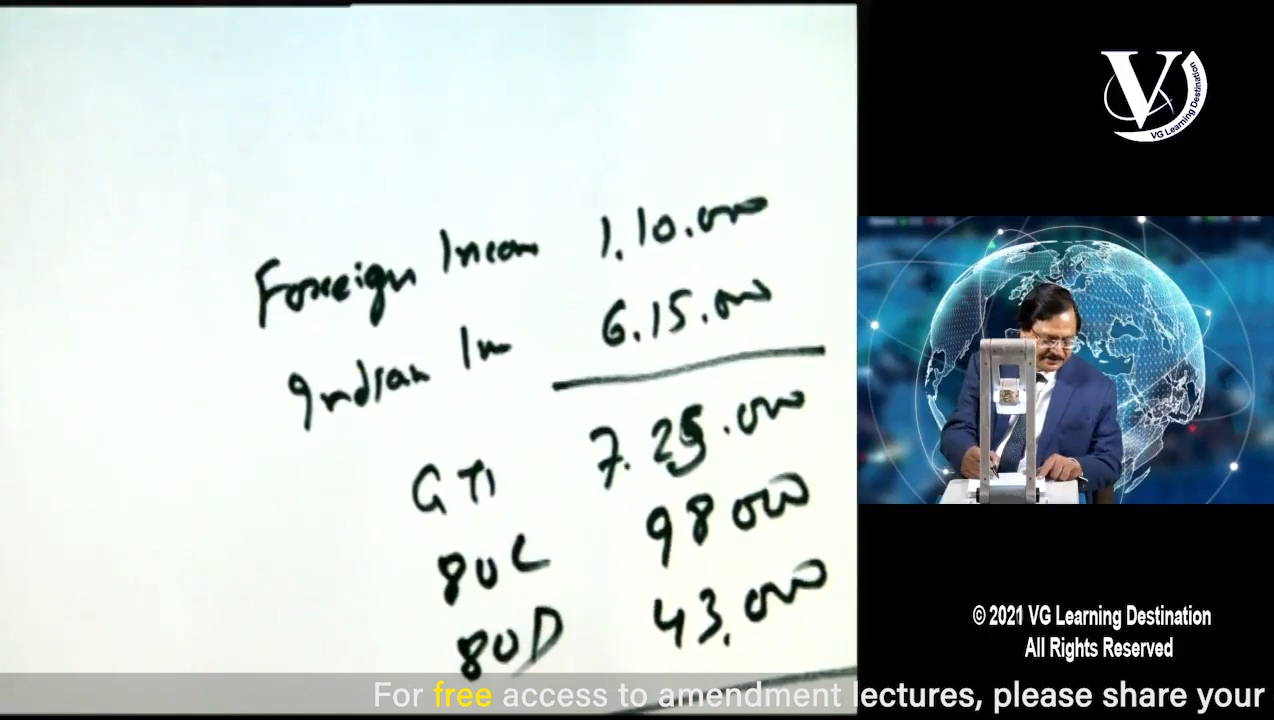 Foreign Incom 1.10.000
Indian In 6.15.000
GTI 7.25.000
80C 98000
80D 43.000
V
VG Learning Destination
© 2021 VG Learning Destination
All Rights Reserved
For free access to amendment lectures, please share your